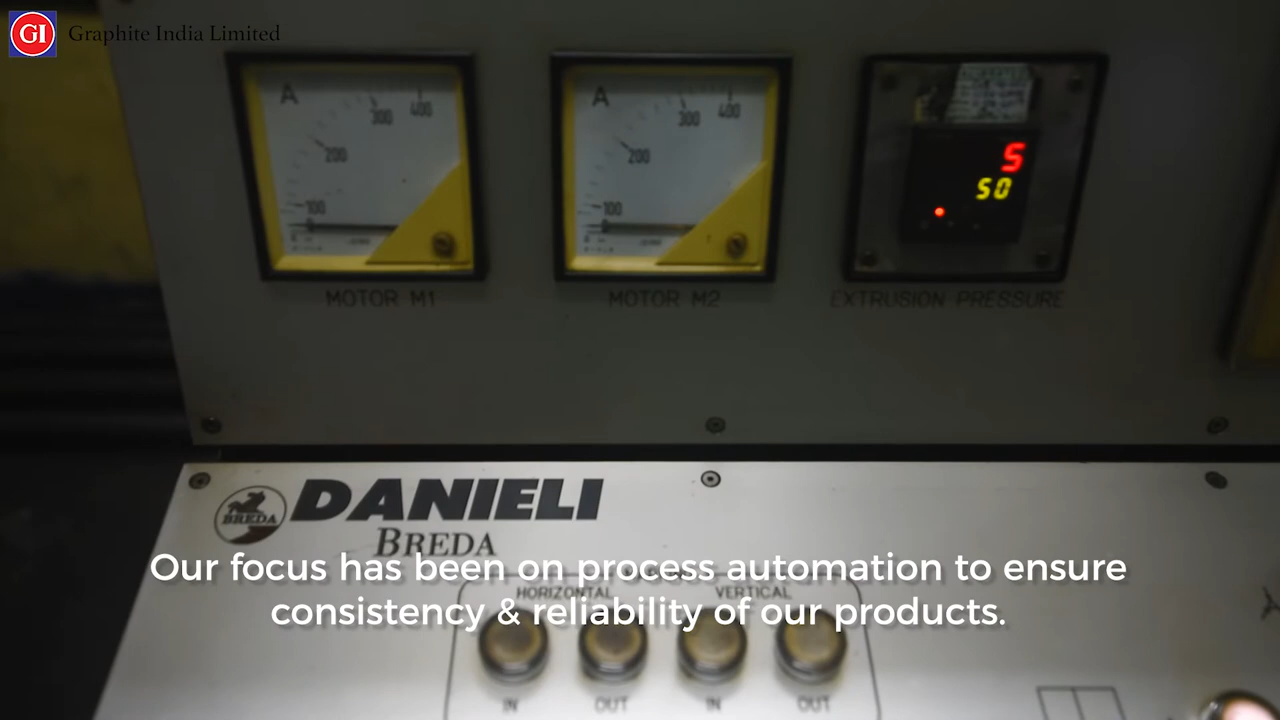 GI Graphite India Limited
A
400
300
200
100
0
A
400
300
200
100
0
5
50
MOTOR M1
MOTOR M2
EXTRUSION PRESSURE
BREDA
DANIELI
BREDA
Our focus has been on process automation to ensure
consistency & reliability of our products.
HORIZONTAL
VERTICAL
IN
OUT
IN
OUT